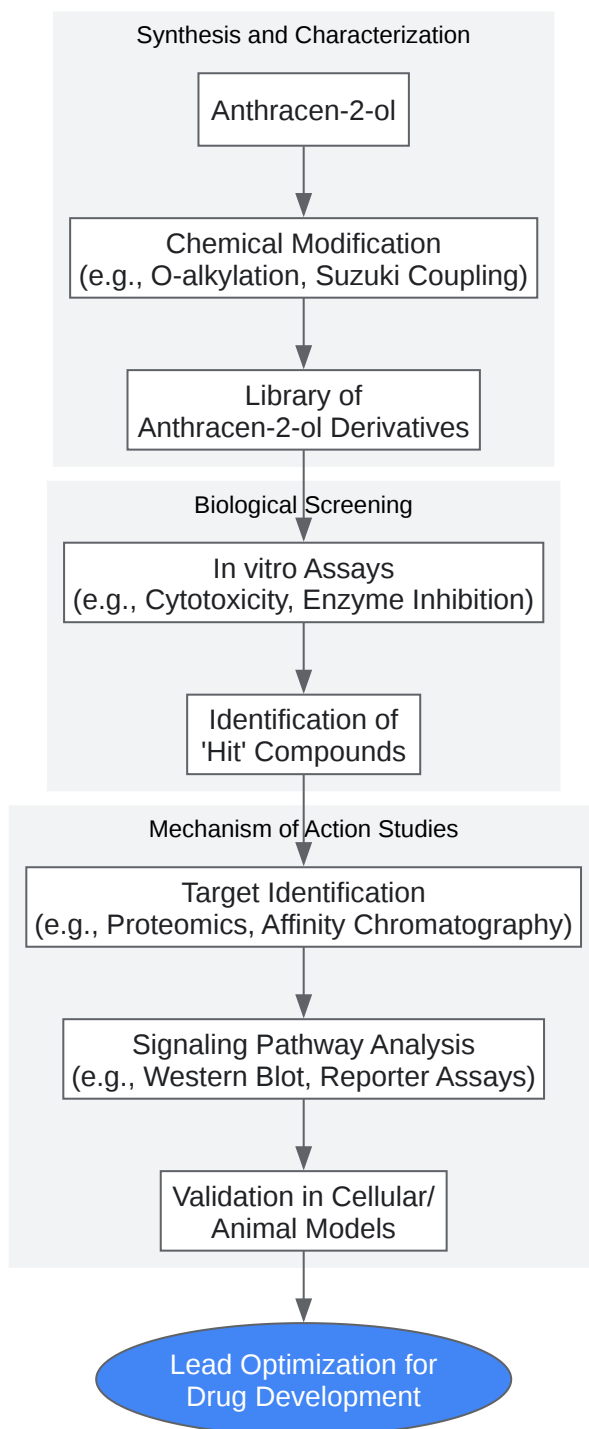 Synthesis and Characterization
Anthracen-2-ol
Chemical Modification
(e.g., O-alkylation, Suzuki Coupling)
Library of
Anthracen-2-ol Derivatives
Biological Screening
In vitro Assays
(e.g., Cytotoxicity, Enzyme Inhibition)
Identification of
'Hit' Compounds
Mechanism of Action Studies
Target Identification
(e.g., Proteomics, Affinity Chromatography)
Signaling Pathway Analysis
(e.g., Western Blot, Reporter Assays)
Validation in Cellular/
Animal Models
Lead Optimization for
Drug Development